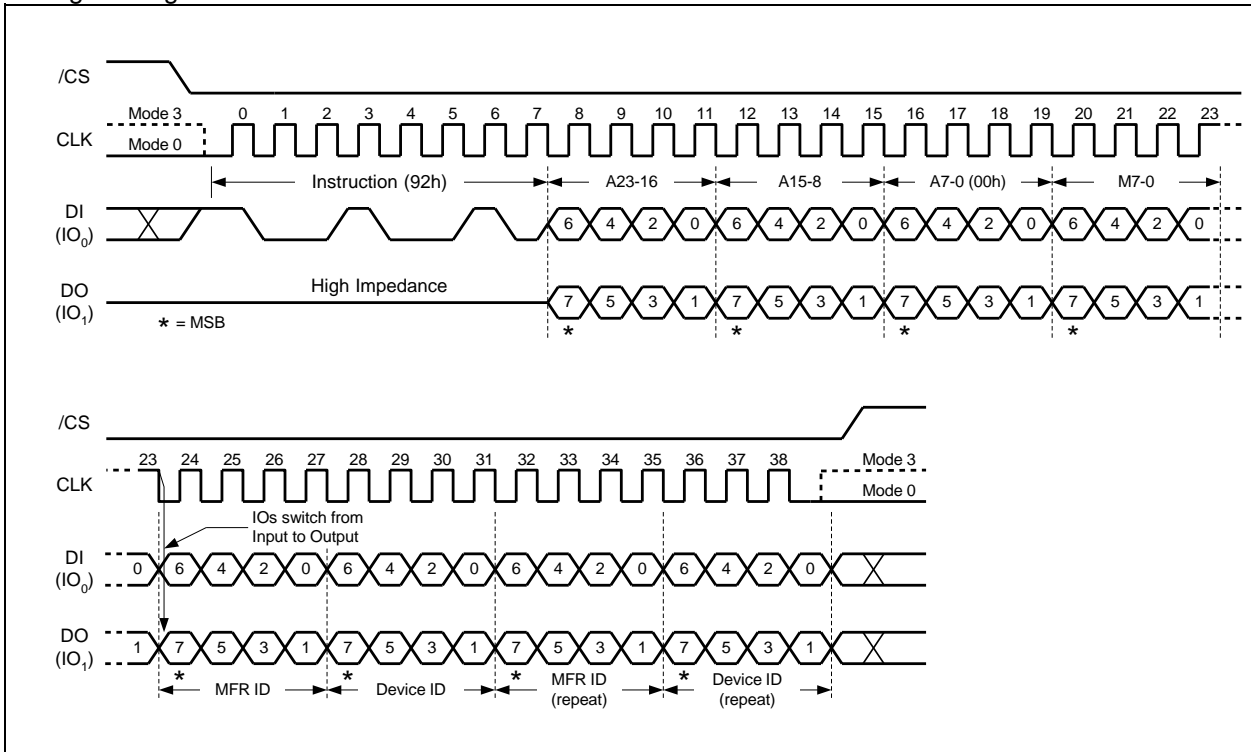 /CS
Mode 3 0 1 2 3 4 5 6 7 8 9 10 11 12 13 14 15 16 17 18 19 20 21 22 23
CLK
Mode 0
Instruction (92h) A23-16 A15-8 A7-0 (00h) M7-0
DI
(IO0)
6 4 2 0 6 4 2 0 6 4 2 0 6 4 2 0
High Impedance
DO
(IO1)
7 5 3 1 7 5 3 1 7 5 3 1 7 5 3 1
* = MSB
* * * *
/CS
23 24 25 26 27 28 29 30 31 32 33 34 35 36 37 38 Mode 3
CLK
Mode 0
IOs switch from
Input to Output
DI
(IO0)
0 6 4 2 0 6 4 2 0 6 4 2 0 6 4 2 0
DO
(IO1)
1 7 5 3 1 7 5 3 1 7 5 3 1 7 5 3 1
* * * *
MFR ID Device ID MFR ID
(repeat)
Device ID
(repeat)